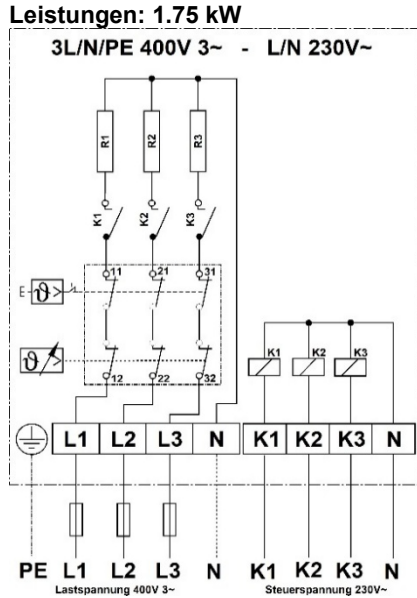 Leistungen: 1.75 kW
3L/N/PE 400V 3~ - L/N 230V~
R1 R2 R3
K1 K2 K3
11 21 31
E ϑ >
ϑ >
12 22 32
K1 K2 K3
L1 L2 L3 N K1 K2 K3 N
PE L1 L2 L3 N K1 K2 K3 N
Lastspannung 400V 3~ Steuerspannung 230V~